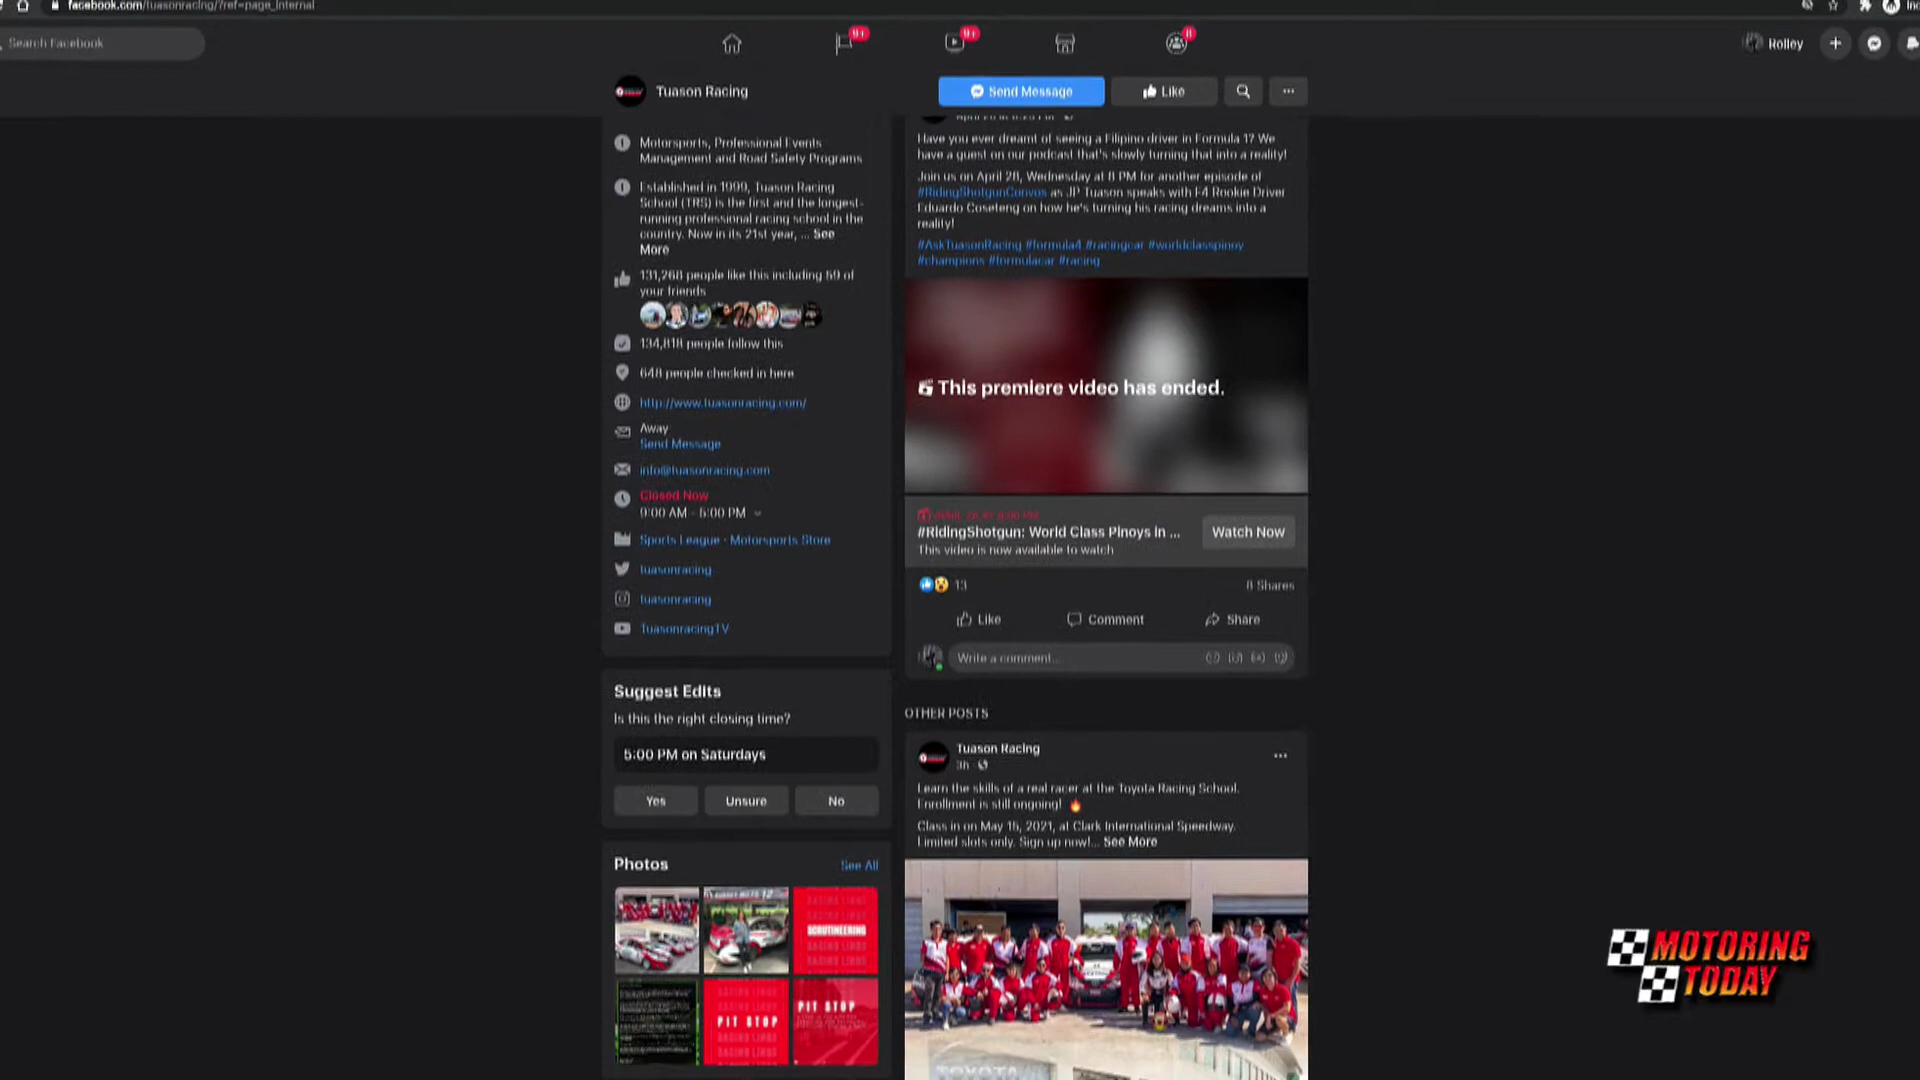 facebook.com/tuasonracing/?ref=page_internal
Search Facebook
9+
9+
8
Rolley
Tuason Racing
Send Message
Like
Motorsports, Professional Events
Management and Road Safety Programs
Established in 1999, Tuason Racing
School (TRS) is the first and the longest-
running professional racing school in the
country. Now in its 21st year, ... See
More
131,268 people like this including 59 of
your friends
134,818 people follow this
648 people checked in here
http://www.tuasonracing.com/
Away
Send Message
info@tuasonracing.com
Closed Now
9:00 AM - 5:00 PM
Sports League · Motorsports Store
tuasonracing
tuasonracing
TuasonracingTV
Suggest Edits
Is this the right closing time?
5:00 PM on Saturdays
Yes
Unsure
No
Photos
See All
SCRUTINEERING
RACING LINGO
PIT STOP
RACING LINGO
PIT STOP
Have you ever dreamt of seeing a Filipino driver in Formula 1? We
have a guest on our podcast that's slowly turning that into a reality!
Join us on April 28, Wednesday at 8 PM for another episode of
#RidingShotgunConvos as JP Tuason speaks with F4 Rookie Driver
Eduardo Coseteng on how he's turning his racing dreams into a
reality!
#AskTuasonRacing #formula4 #racingcar #worldclasspinoy
#champions #formulacar #racing
This premiere video has ended.
#RidingShotgun: World Class Pinoys in ...
This video is now available to watch
Watch Now
13
8 Shares
Like
Comment
Share
Write a comment...
OTHER POSTS
Tuason Racing
3h
Learn the skills of a real racer at the Toyota Racing School.
Enrollment is still ongoing!
Class in on May 15, 2021, at Clark International Speedway.
Limited slots only. Sign up now!... See More
TOYOTA
MOTORING
TODAY